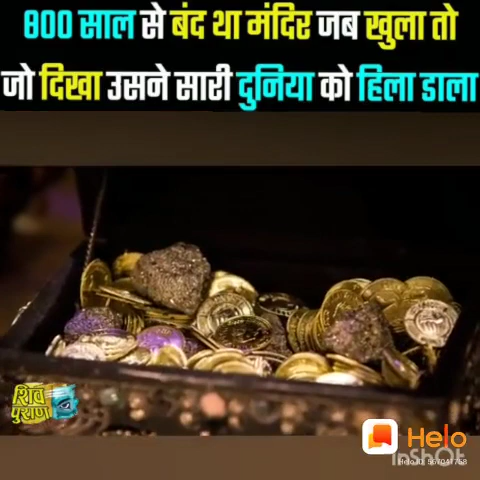 800 साल से बंद था मंदिर जब खुला तो
जो दिखा उसने सारी दुनिया को हिला डाला
शिव
पुराण
Helo
InShOt